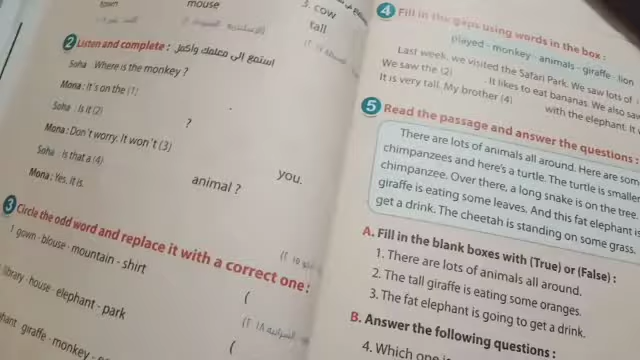 mouse
3. cow
tall
2 Listen and complete : استمع إلى معلمك وأكمل
Soha : Where is the monkey ?
Mona : It's on the (1)
Soha : Is it (2) ?
Mona : Don't worry. It won't (3) you.
Soha : Is that a (4) animal ?
Mona : Yes, it is.
3 Circle the odd word and replace it with a correct one :
1 gown - blouse - mountain - shirt (
library - house - elephant - park (
giraffe - monkey - (
4 Fill in the gaps using words in the box :
played - monkey - animals - giraffe - lion
Last week, we visited the Safari Park. We saw lots of
We saw the (2) . It likes to eat bananas. We also saw
It is very tall. My brother (4) with the elephant. It
5 Read the passage and answer the questions :
There are lots of animals all around. Here are some
chimpanzees and here's a turtle. The turtle is smaller
chimpanzee. Over there, a long snake is on the tree.
giraffe is eating some leaves. And this fat elephant is
get a drink. The cheetah is standing on some grass.
A. Fill in the blank boxes with (True) or (False) :
1. There are lots of animals all around.
2. The tall giraffe is eating some oranges.
3. The fat elephant is going to get a drink.
B. Answer the following questions :
4. Which one is